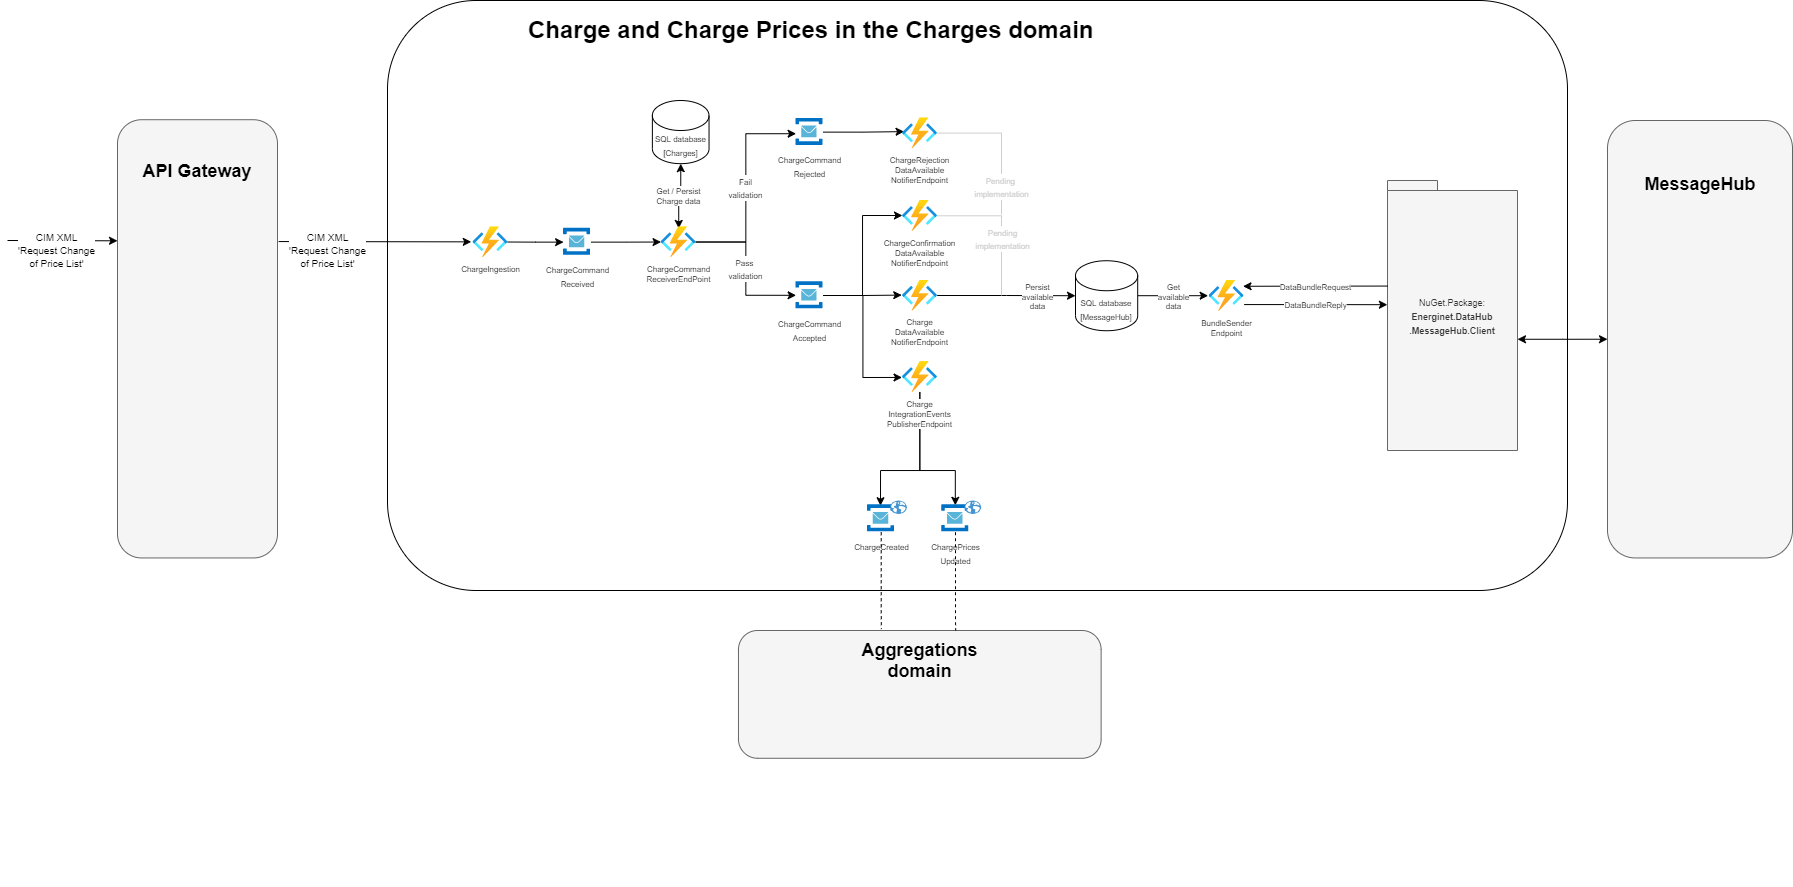 Charge and Charge Prices in the Charges domain
API Gateway
MessageHub
CIM XML
'Request Change
of Price List'
CIM XML
'Request Change
of Price List'
ChargeIngestion
ChargeCommand
Received
SQL database
[Charges]
Get / Persist
Charge data
ChargeCommand
ReceiverEndPoint
Fail
validation
Pass
validation
ChargeCommand
Rejected
ChargeCommand
Accepted
ChargeRejection
DataAvailable
NotifierEndpoint
Pending
implementation
ChargeConfirmation
DataAvailable
NotifierEndpoint
Pending
implementation
Charge
DataAvailable
NotifierEndpoint
Persist
available
data
SQL database
[MessageHub]
Get
available
data
BundleSender
Endpoint
DataBundleRequest
DataBundleReply
NuGet.Package:
Energinet.DataHub
.MessageHub.Client
Charge
IntegrationEvents
PublisherEndpoint
ChargeCreated
ChargePrices
Updated
Aggregations
domain